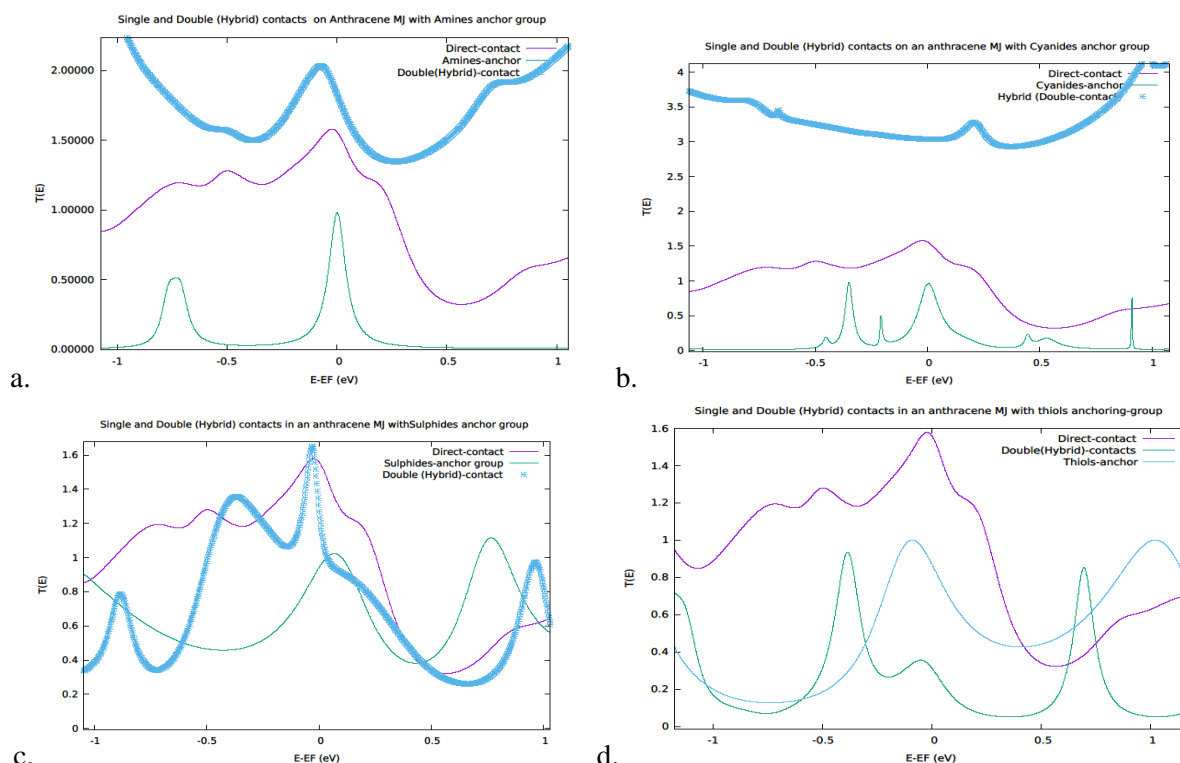 Single and Double (Hybrid) contacts on Anthracene MJ with Amines anchor group
Direct-contact
Amines-anchor
Double(Hybrid)-contact
2.00000
1.50000
1.00000
0.50000
0.00000
T(E)
-1
-0.5
0
0.5
1
E-EF (eV)
a.
Single and Double (Hybrid) contacts on an anthracene MJ with Cyanides anchor group
Direct-contact
Cyanides-anchor
Hybrid (Double-contact
4
3.5
3
2.5
2
1.5
1
0.5
0
T(E)
-1
-0.5
0
0.5
1
E-EF (eV)
b.
Single and Double (Hybrid) contacts in an anthracene MJ withSulphides anchor group
Direct-contact
Sulphides-anchor group
Double (Hybrid)-contact
1.6
1.4
1.2
1
0.8
0.6
0.4
0.2
0
T(E)
-1
-0.5
0
0.5
1
E-EF (eV)
c.
Single and Double (Hybrid) contacts in an anthracene MJ with thiols anchoring-group
Direct-contact
Double(Hybrid)-contacts
Thiols-anchor
1.6
1.4
1.2
1
0.8
0.6
0.4
0.2
0
T(E)
-1
-0.5
0
0.5
1
E-EF (eV)
d.